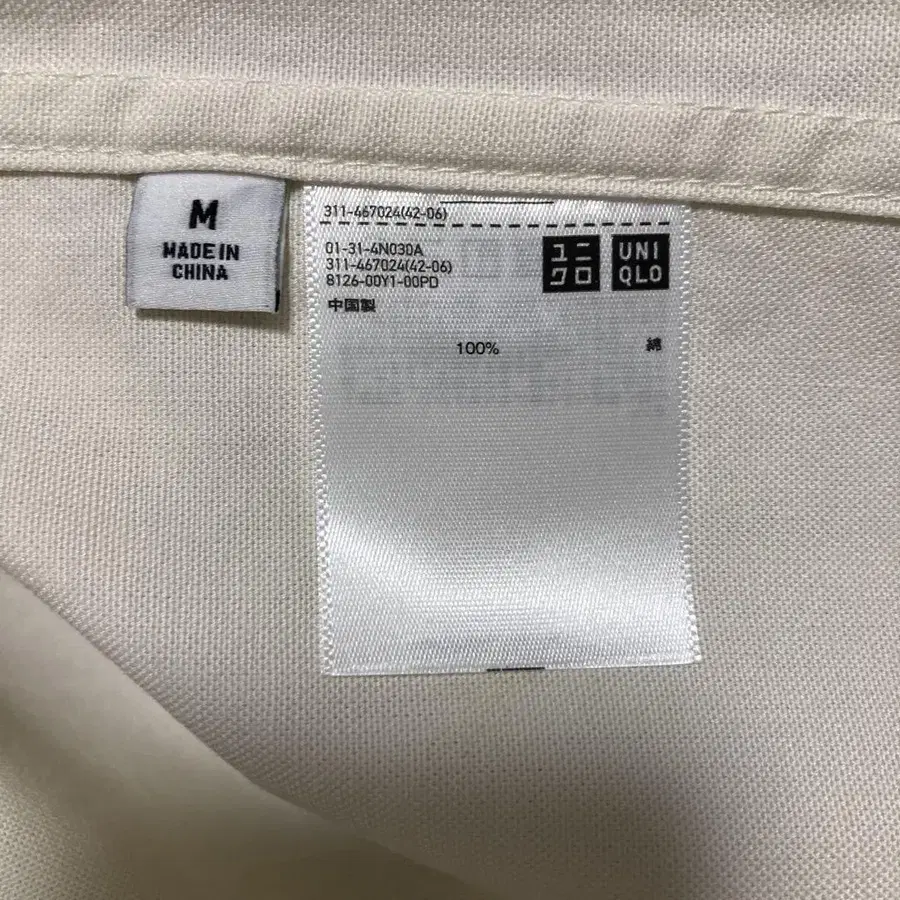 M
MADE IN
CHINA
311-467024(42-06)
01-31-4N030A
311-467024(42-06)
8126-00Y1-00PD
中国製
ユニ
クロ
UNI
QLO
100% 綿